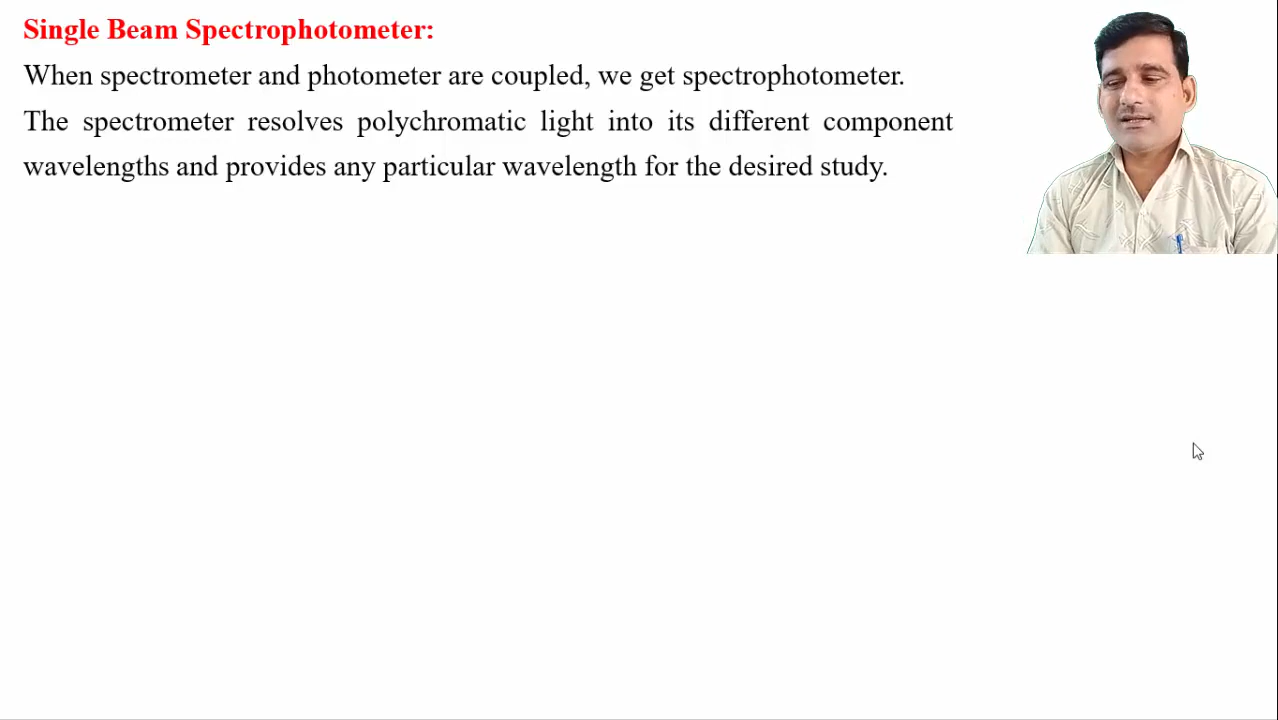 Single Beam Spectrophotometer:
When spectrometer and photometer are coupled, we get spectrophotometer.
The spectrometer resolves polychromatic light into its different component
wavelengths and provides any particular wavelength for the desired study.